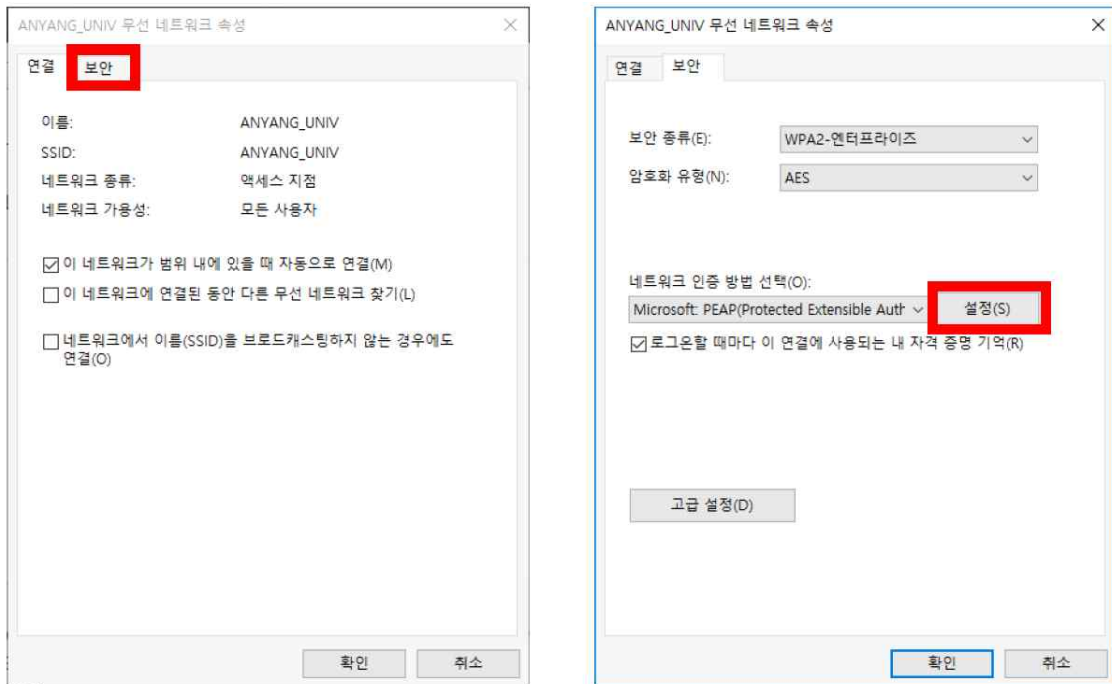 ANYANG_UNIV 무선 네트워크 속성
연결 보안
이름: ANYANG_UNIV
SSID: ANYANG_UNIV
네트워크 종류: 액세스 지점
네트워크 가용성: 모든 사용자
이 네트워크가 범위 내에 있을 때 자동으로 연결(M)
이 네트워크에 연결된 동안 다른 무선 네트워크 찾기(L)
네트워크에서 이름(SSID)을 브로드캐스팅하지 않는 경우에도
연결(O)
확인 취소
ANYANG_UNIV 무선 네트워크 속성
연결 보안
보안 종류(E): WPA2-엔터프라이즈
암호화 유형(N): AES
네트워크 인증 방법 선택(O):
Microsoft: PEAP(Protected Extensible Auth 설정(S)
로그온할 때마다 이 연결에 사용되는 내 자격 증명 기억(R)
고급 설정(D)
확인 취소